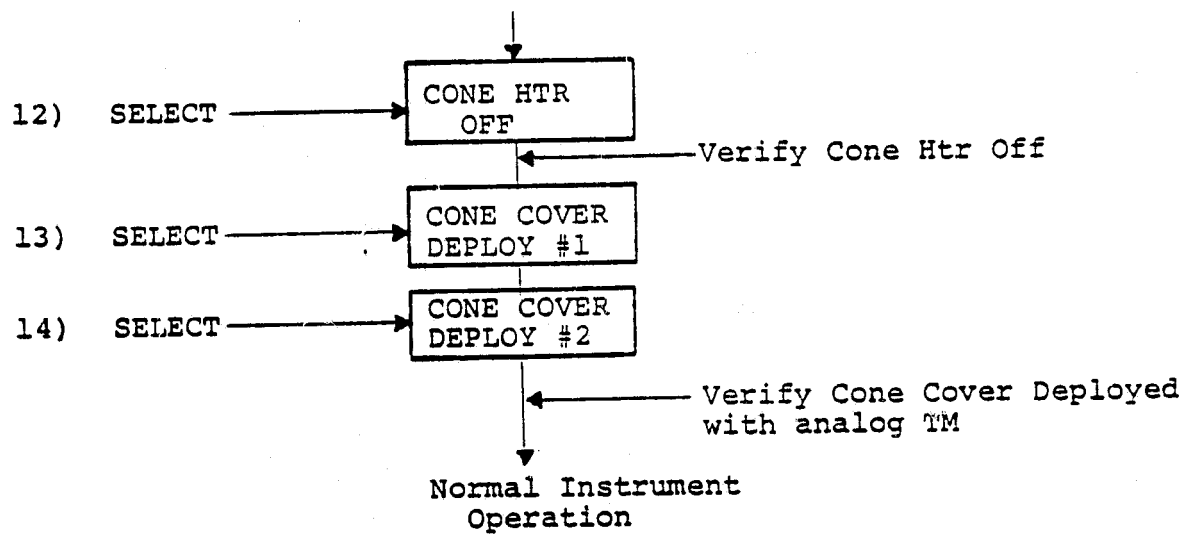 12) SELECT
CONE HTR
OFF
Verify Cone Htr Off
13) SELECT
CONE COVER
DEPLOY #1
14) SELECT
CONE COVER
DEPLOY #2
Verify Cone Cover Deployed
with analog TM
Normal Instrument
Operation